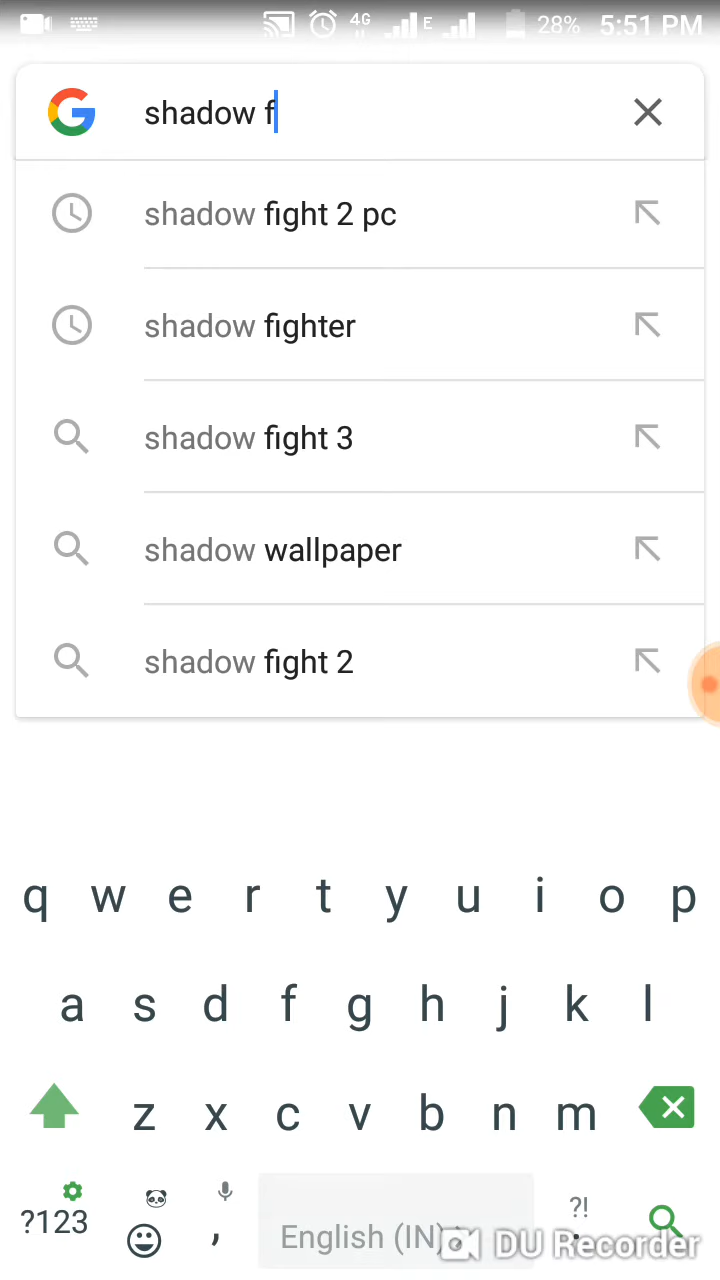 4G E 28% 5:51 PM
shadow f
shadow fight 2 pc
shadow fighter
shadow fight 3
shadow wallpaper
shadow fight 2
q w e r t y u i o p
a s d f g h j k l
z x c v b n m
?123 , English (IN) ?! .
DU Recorder